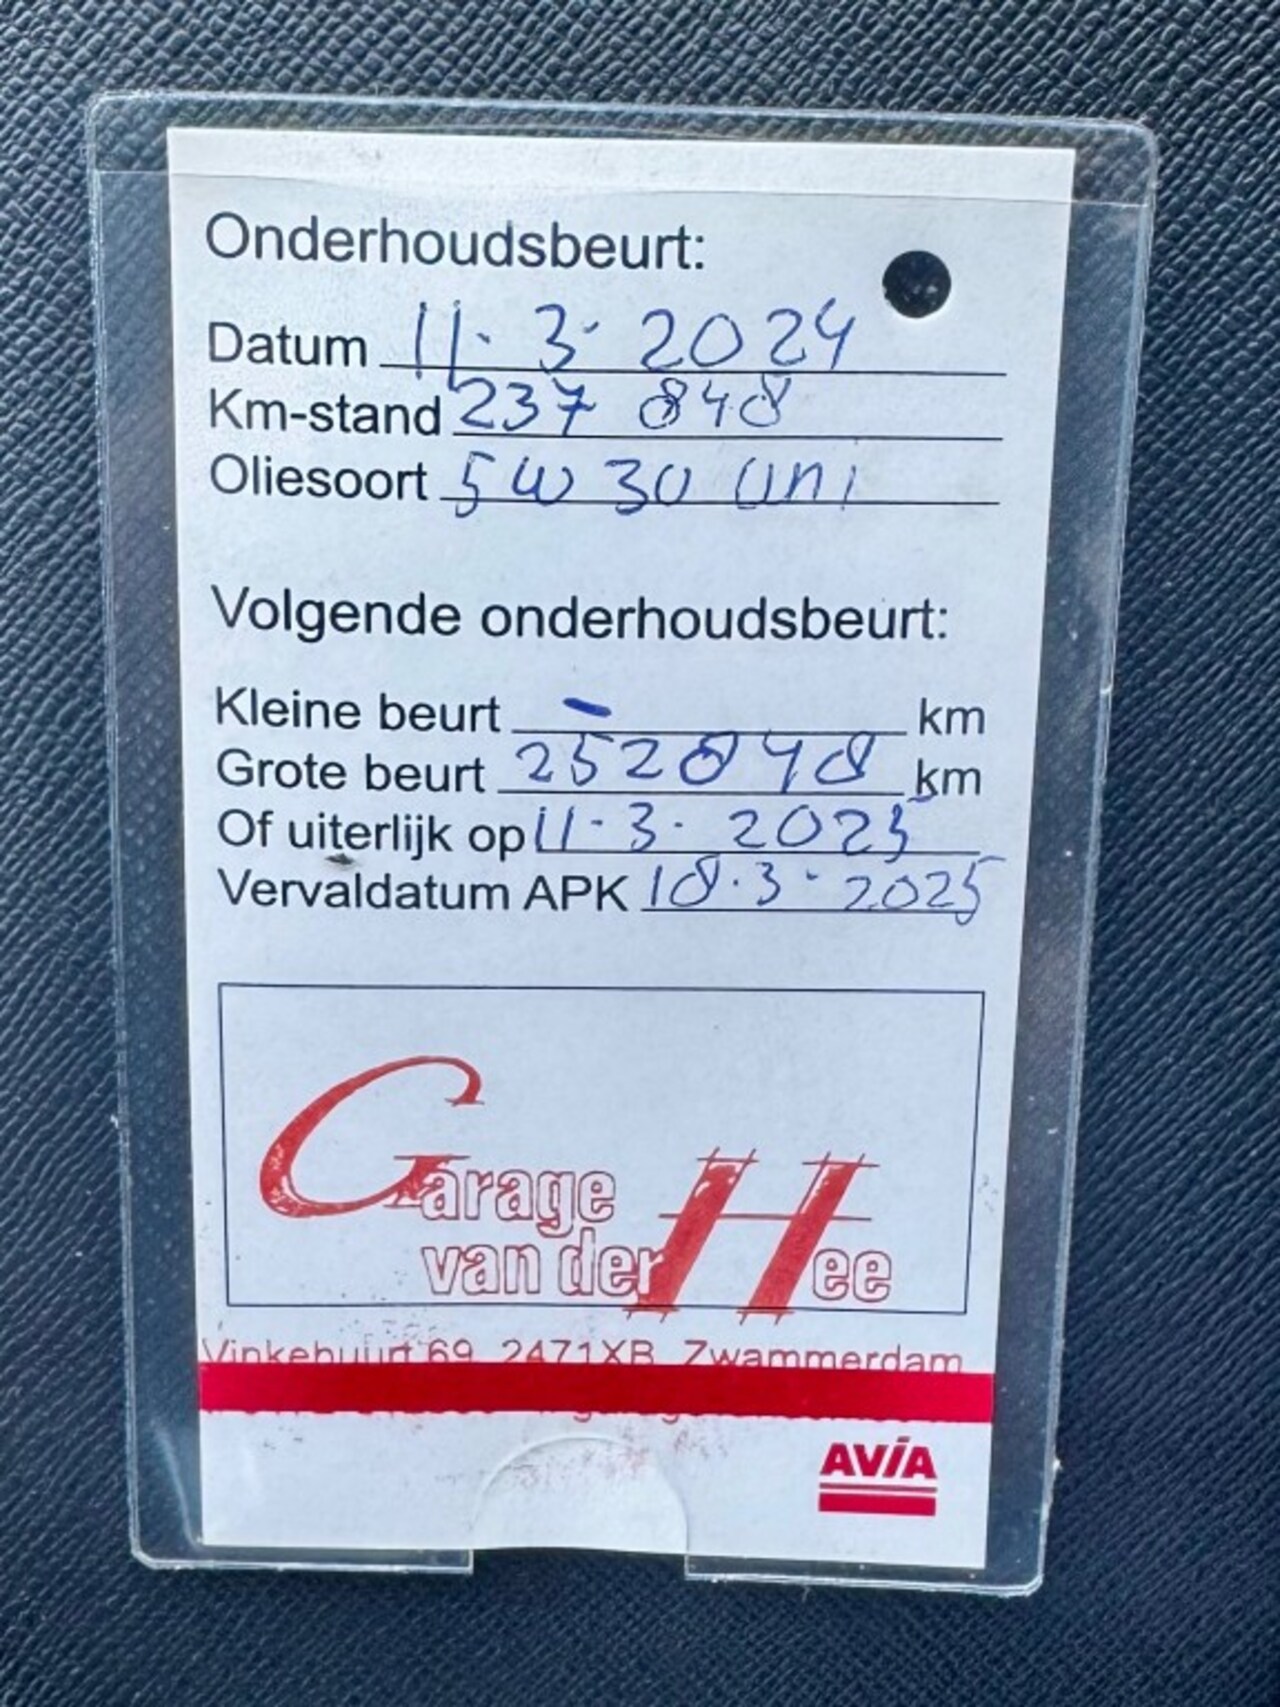 Onderhoudsbeurt:
Datum 11-3-2024
Km-stand 237 848
Oliesoort 5W30 uni
Volgende onderhoudsbeurt:
Kleine beurt - km
Grote beurt 252848 km
Of uiterlijk op 11-3-2025
Vervaldatum APK 18-3-2025
Garage
van der Hee
Vinkebuurt 69, 2471XB Zwammerdam
AVIA